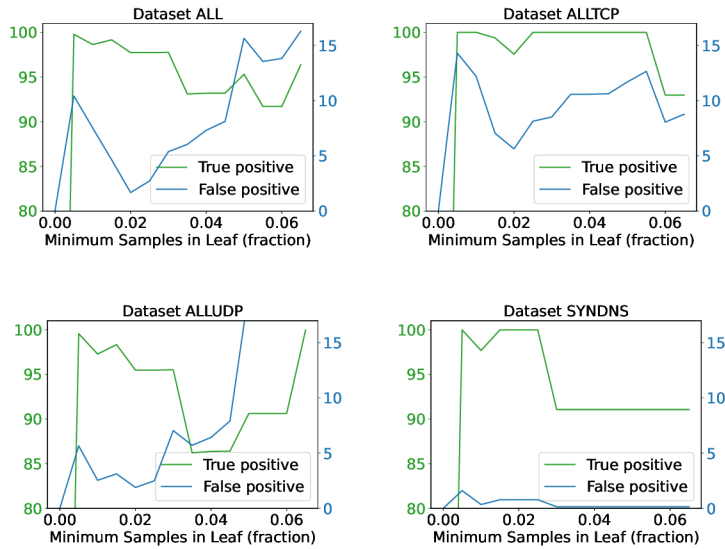 Dataset ALL
100
95
90
85
80
15
10
5
0
True positive
False positive
0.00 0.02 0.04 0.06
Minimum Samples in Leaf (fraction)
Dataset ALLTCP
100
95
90
85
80
15
10
5
0
True positive
False positive
0.00 0.02 0.04 0.06
Minimum Samples in Leaf (fraction)
Dataset ALLUDP
100
95
90
85
80
15
10
5
0
True positive
False positive
0.00 0.02 0.04 0.06
Minimum Samples in Leaf (fraction)
Dataset SYNDNS
100
95
90
85
80
15
10
5
0
True positive
False positive
0.00 0.02 0.04 0.06
Minimum Samples in Leaf (fraction)